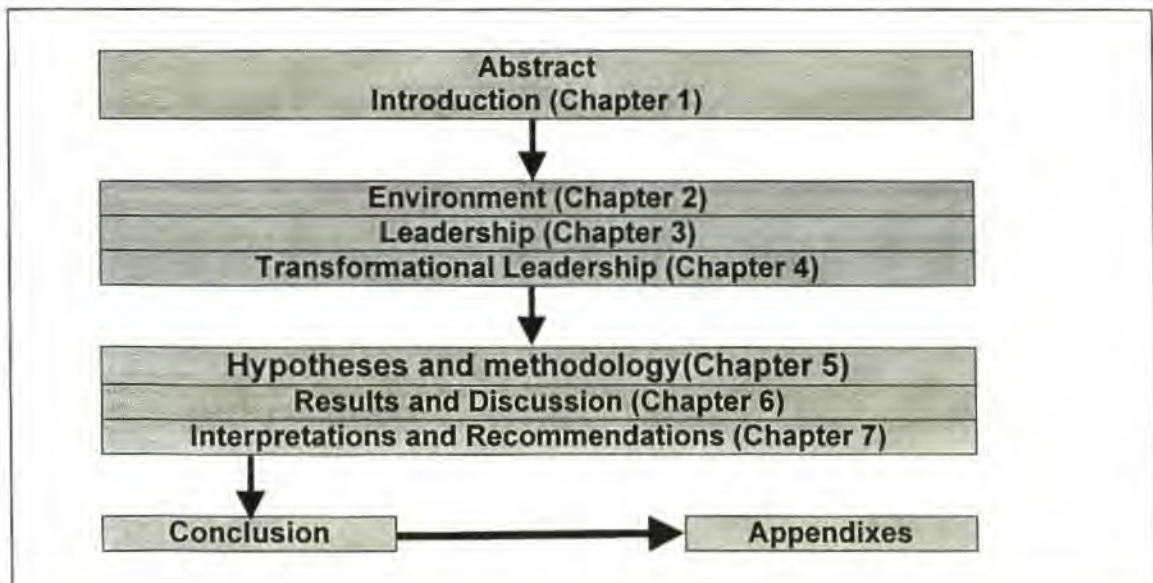 Abstract
Introduction (Chapter 1)
Environment (Chapter 2)
Leadership (Chapter 3)
Transformational Leadership (Chapter 4)
Hypotheses and methodology(Chapter 5)
Results and Discussion (Chapter 6)
Interpretations and Recommendations (Chapter 7)
Conclusion
Appendixes